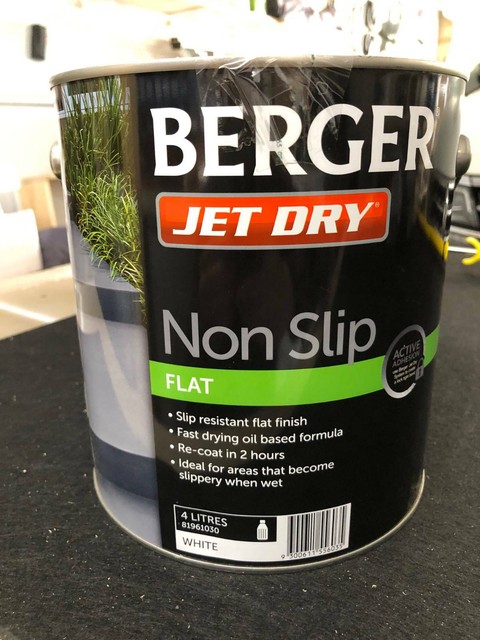 BERGER
JET DRY®
Non Slip
ACTIVE
ADHESION
FLAT
• Slip resistant flat finish
• Fast drying oil based formula
• Re-coat in 2 hours
• Ideal for areas that become
slippery when wet
4 LITRES
81961030
WHITE